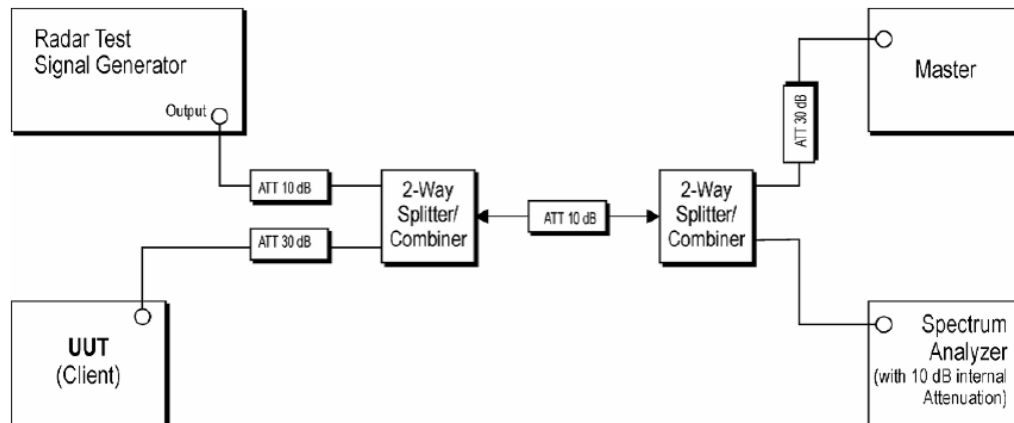 Radar Test
Signal Generator
Output
ATT 10 dB
ATT 30 dB
UUT
(Client)
2-Way
Splitter/
Combiner
ATT 10 dB
2-Way
Splitter/
Combiner
ATT 30 dB
Master
Spectrum
Analyzer
(with 10 dB internal
Attenuation)